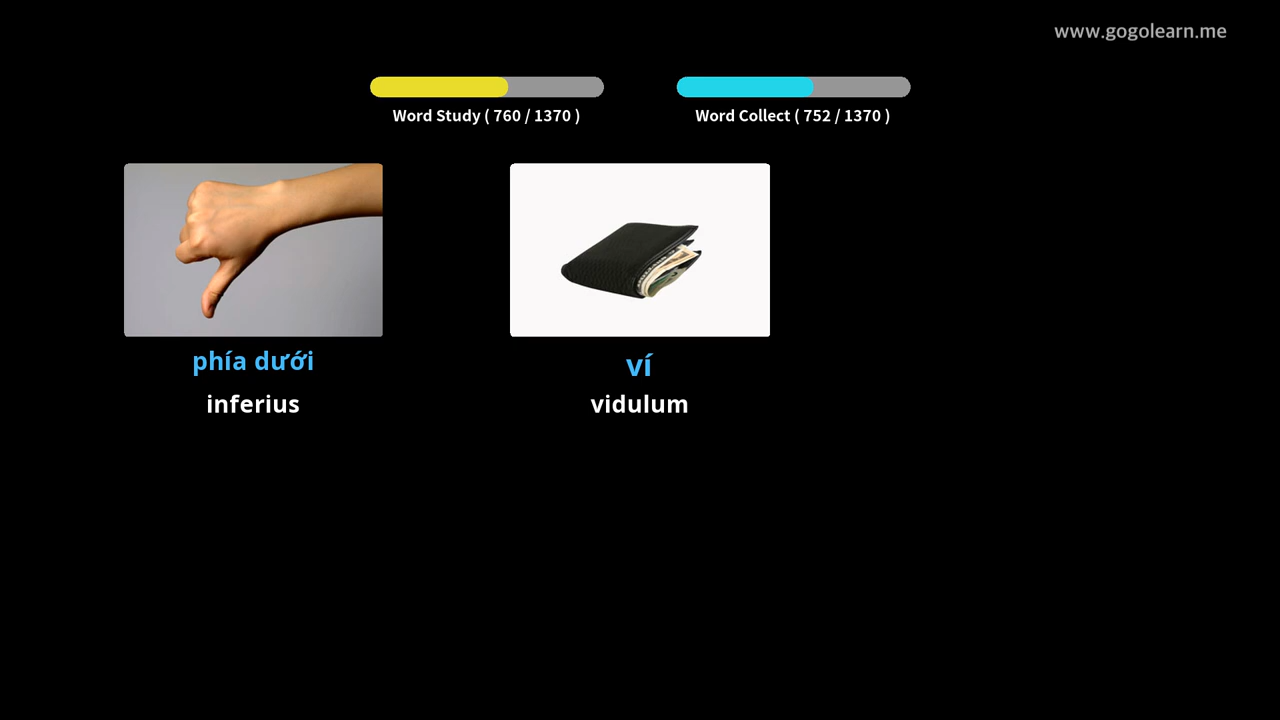 www.gogolearn.me
Word Study ( 760 / 1370 )
Word Collect ( 752 / 1370 )
phía dưới
inferius
ví
vidulum